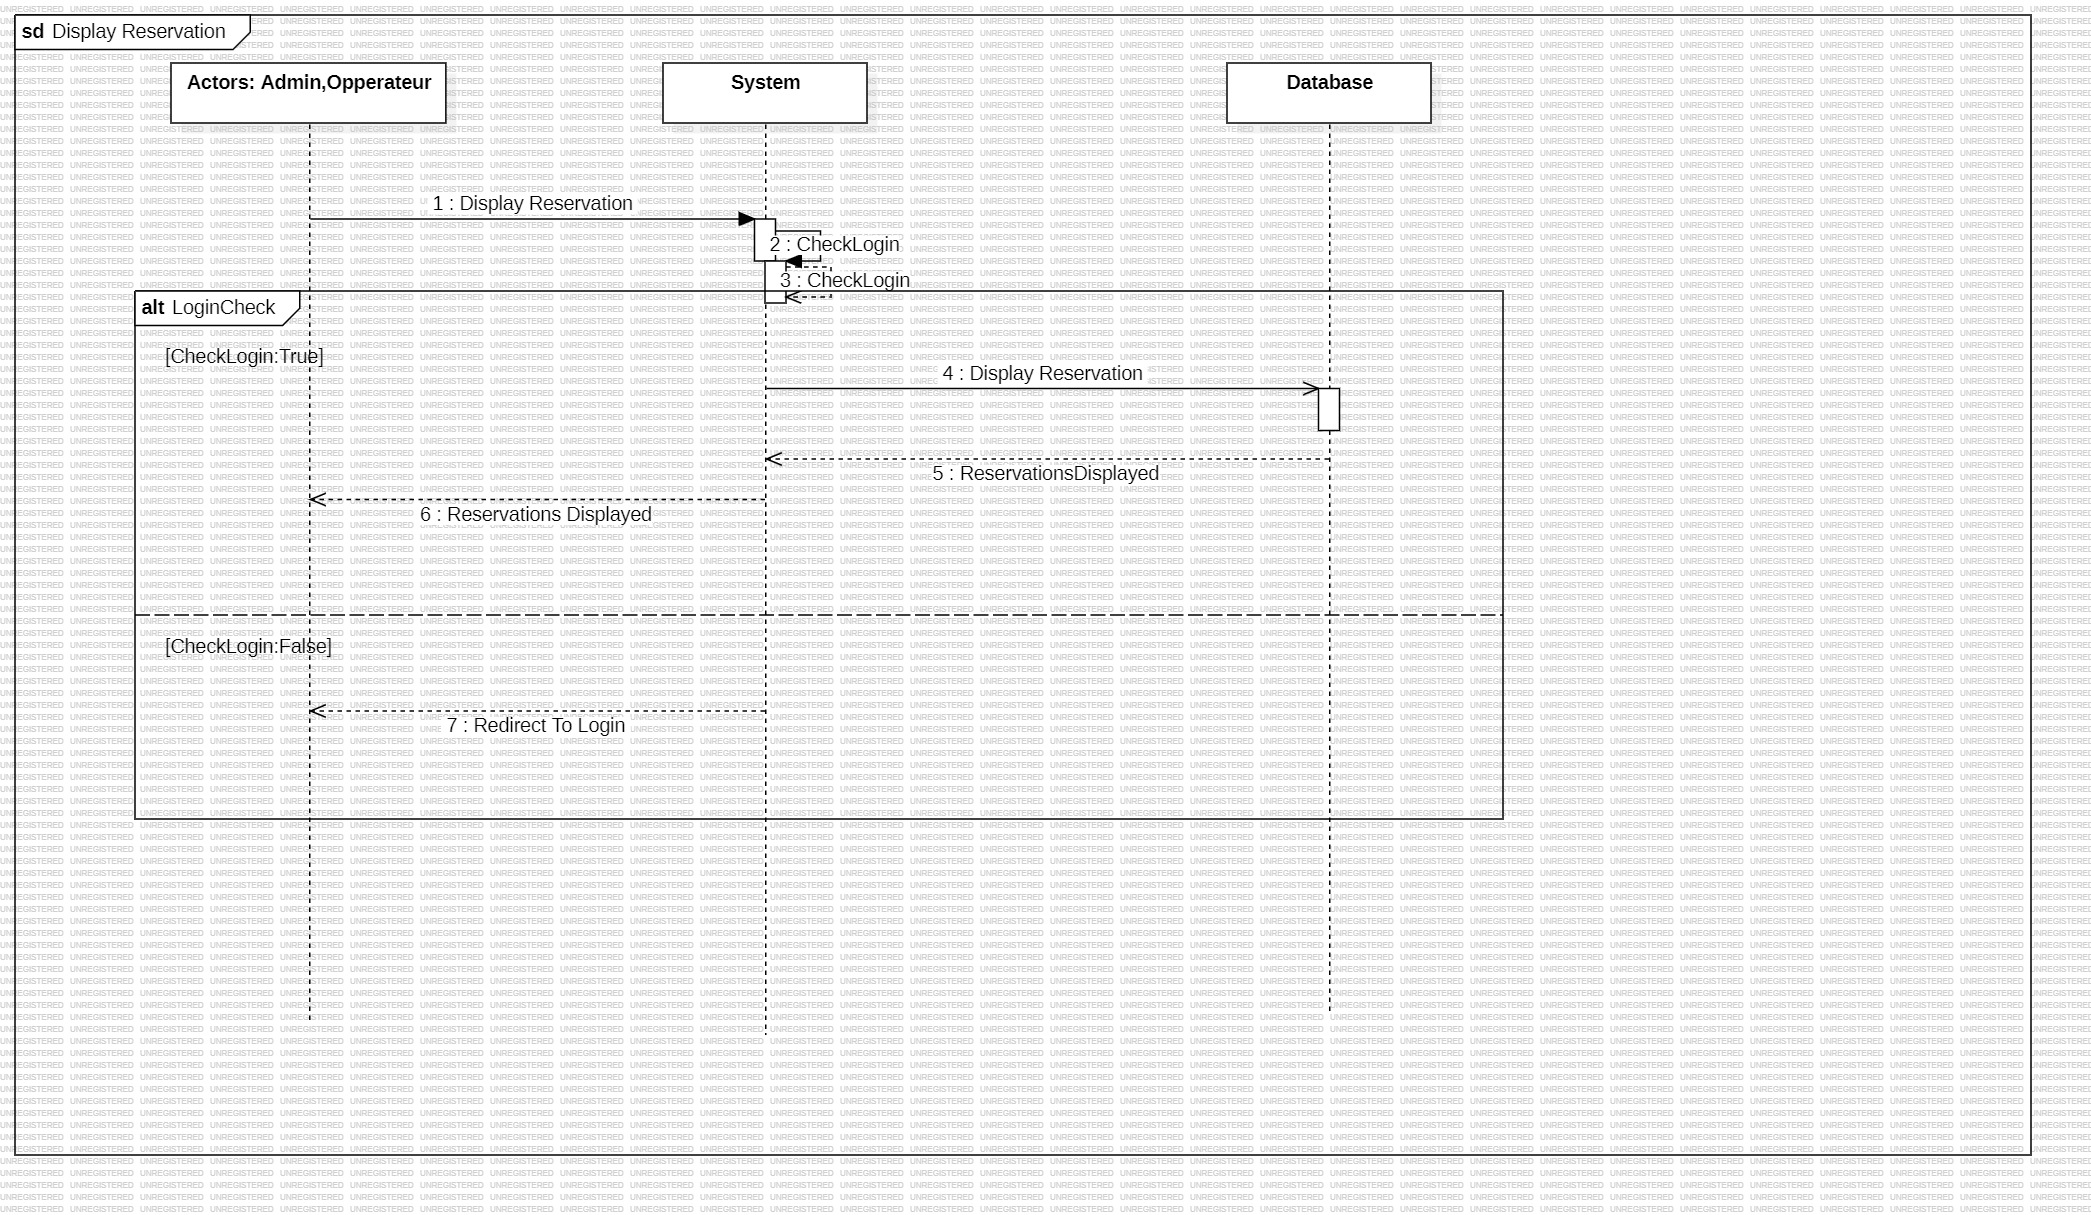 sd Display Reservation
Actors: Admin,Opperateur
System
Database
1 : Display Reservation
2 : CheckLogin
3 : CheckLogin
alt LoginCheck
[CheckLogin:True]
4 : Display Reservation
5 : ReservationsDisplayed
6 : Reservations Displayed
[CheckLogin:False]
7 : Redirect To Login
UNREGISTERED